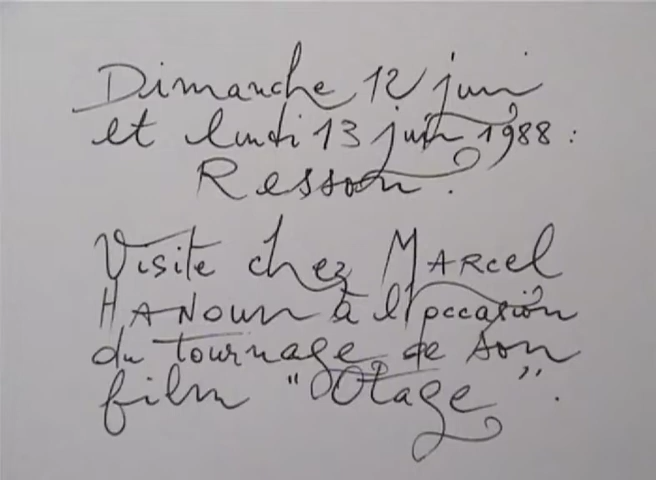 Dimanche 12 juin
et lundi 13 juin 1988 :
Resson.
Visite chez MARCEL
HANOUN à l'occasion
du tournage de son
film "Otage".